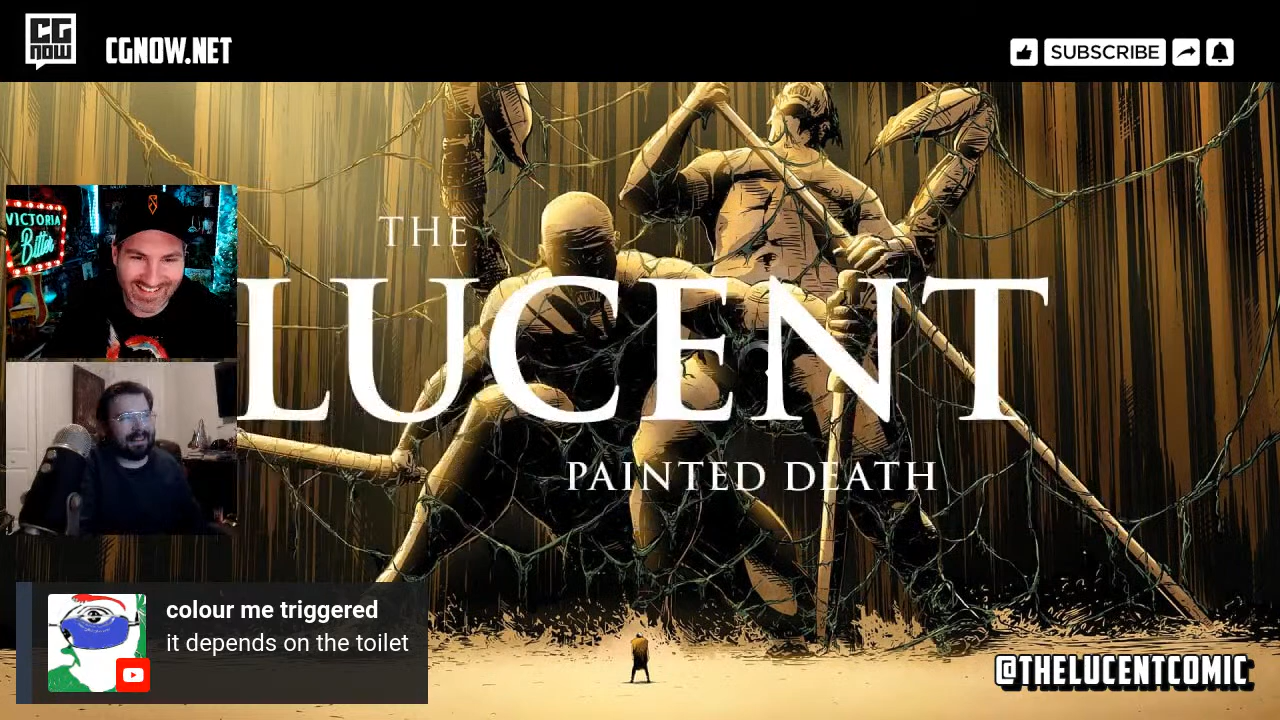 CG
NOW
CGNOW.NET
SUBSCRIBE
VICTORIA
Bitter
THE
LUCENT
PAINTED DEATH
colour me triggered
it depends on the toilet
@THELUCENTCOMIC